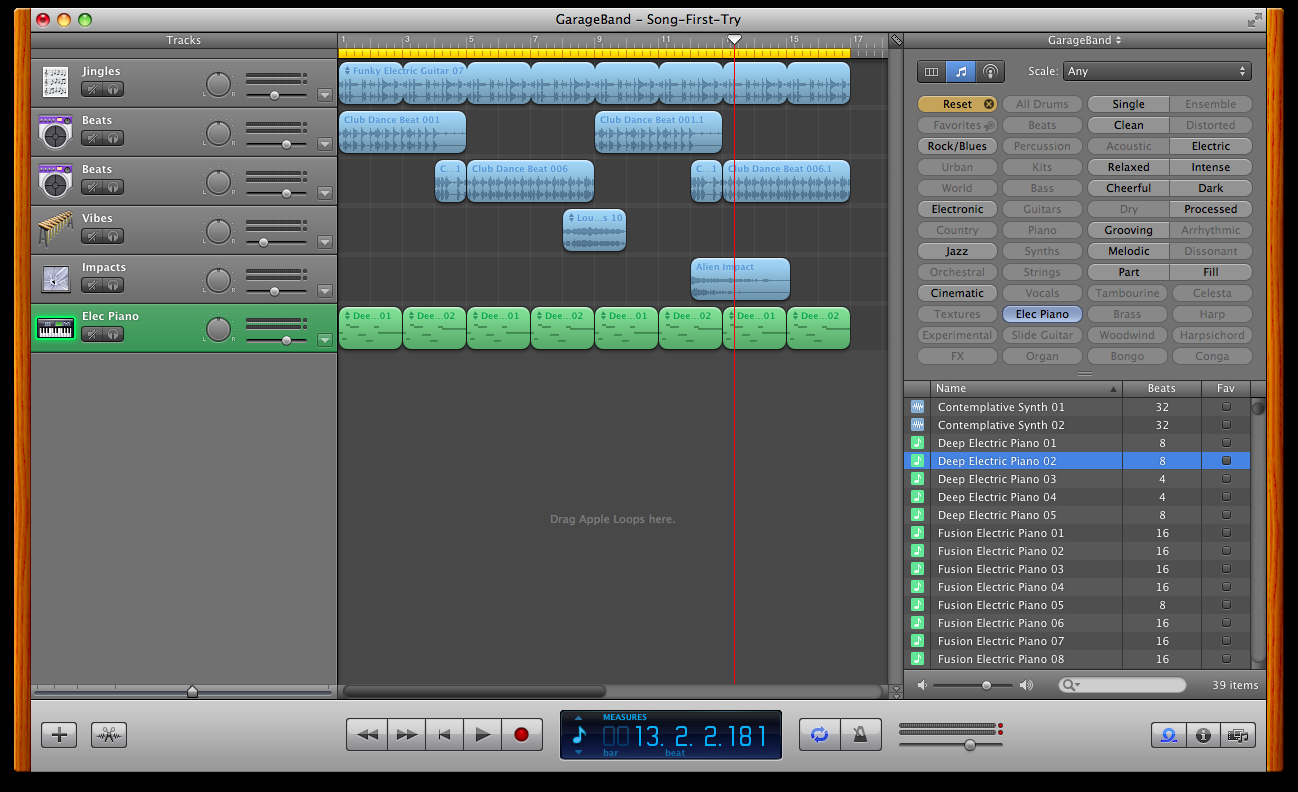 GarageBand - Song-First-Try
Tracks
1 3 5 7 9 11 15 17
GarageBand
Jingles
L R
Beats
L R
Beats
L R
Vibes
L R
Impacts
L R
Elec Piano
L R
Funky Electric Guitar 07
Club Dance Beat 001
Club Dance Beat 001.1
C...1
Club Dance Beat 006
C...1
Club Dance Beat 006.1
Lou...s 10
Alien Impact
Dee...01 Dee...02 Dee...01 Dee...02 Dee...01 Dee...02 Dee...01 Dee...02
Drag Apple Loops here.
Scale: Any
Reset All Drums Single Ensemble
Favorites Beats Clean Distorted
Rock/Blues Percussion Acoustic Electric
Urban Kits Relaxed Intense
World Bass Cheerful Dark
Electronic Guitars Dry Processed
Country Piano Grooving Arrhythmic
Jazz Synths Melodic Dissonant
Orchestral Strings Part Fill
Cinematic Vocals Tambourine Celesta
Textures Elec Piano Brass Harp
Experimental Slide Guitar Woodwind Harpsichord
FX Organ Bongo Conga
Name Beats Fav
Contemplative Synth 01 32
Contemplative Synth 02 32
Deep Electric Piano 01 8
Deep Electric Piano 02 8
Deep Electric Piano 03 4
Deep Electric Piano 04 4
Deep Electric Piano 05 8
Fusion Electric Piano 01 16
Fusion Electric Piano 02 16
Fusion Electric Piano 03 16
Fusion Electric Piano 04 16
Fusion Electric Piano 05 8
Fusion Electric Piano 06 16
Fusion Electric Piano 07 16
Fusion Electric Piano 08 16
39 items
MEASURES
13. 2. 2.181
bar beat